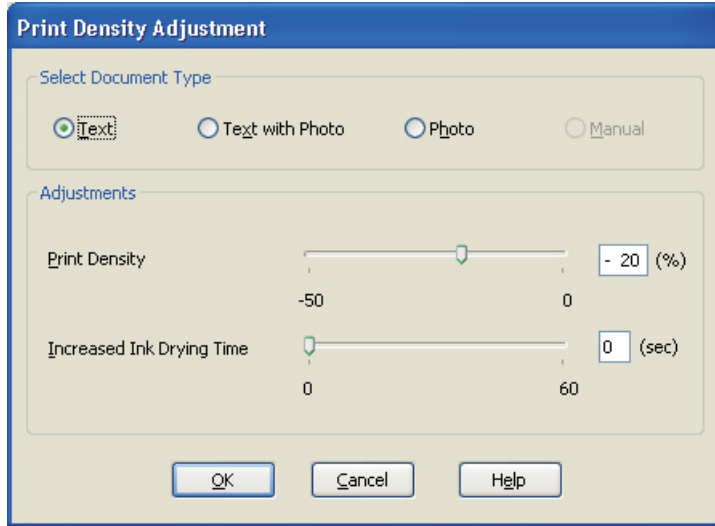 Print Density Adjustment
Select Document Type
Text Text with Photo Photo Manual
Adjustments
Print Density - 20 (%)
-50 0
Increased Ink Drying Time 0 (sec)
0 60
OK Cancel Help